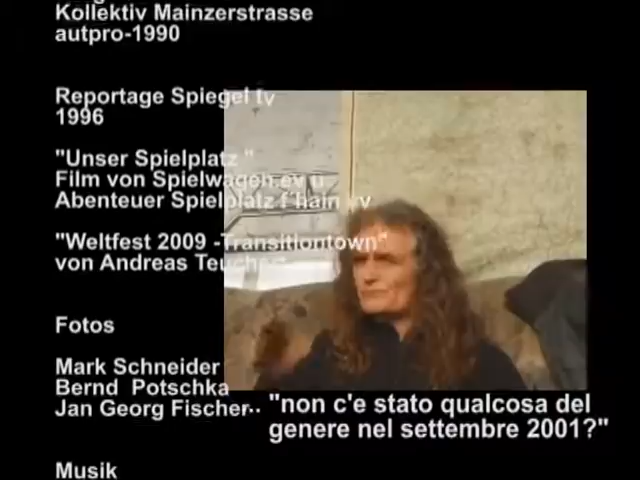 Kollektiv Mainzerstrasse
autpro-1990
Reportage Spiegel tv
1996
"Unser Spielplatz "
Film von Spielwagen ev u
Abenteuer Spielplatz f´hain ev
"Weltfest 2009 -Transitiontown"
von Andreas
Fotos
Mark Schneider
Bernd Potschka
Jan Georg Fischer
.. "non c'e stato qualcosa del
genere nel settembre 2001?"
Musik